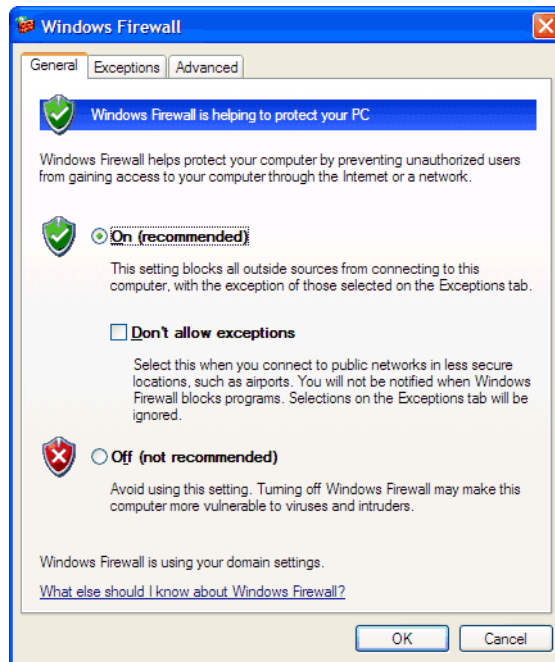 Windows Firewall
General Exceptions Advanced
Windows Firewall is helping to protect your PC
Windows Firewall helps protect your computer by preventing unauthorized users
from gaining access to your computer through the Internet or a network.
On (recommended)
This setting blocks all outside sources from connecting to this
computer, with the exception of those selected on the Exceptions tab.
Don't allow exceptions
Select this when you connect to public networks in less secure
locations, such as airports. You will not be notified when Windows
Firewall blocks programs. Selections on the Exceptions tab will be
ignored.
Off (not recommended)
Avoid using this setting. Turning off Windows Firewall may make this
computer more vulnerable to viruses and intruders.
Windows Firewall is using your domain settings.
What else should I know about Windows Firewall?
OK Cancel